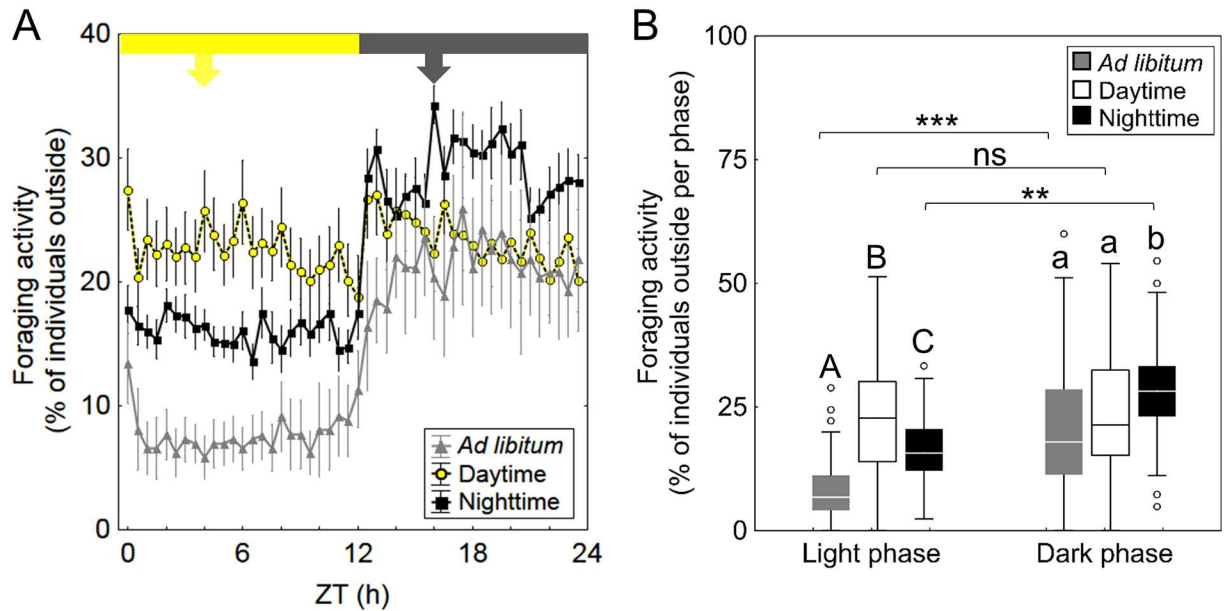 A
Foraging activity
(% of individuals outside)
40
30
20
10
0
0
6
12
18
24
ZT (h)
Ad libitum
Daytime
Nighttime
B
Foraging activity
(% of individuals outside per phase)
100
75
50
25
0
Ad libitum
Daytime
Nighttime
***
ns
**
A
B
C
a
a
b
Light phase
Dark phase